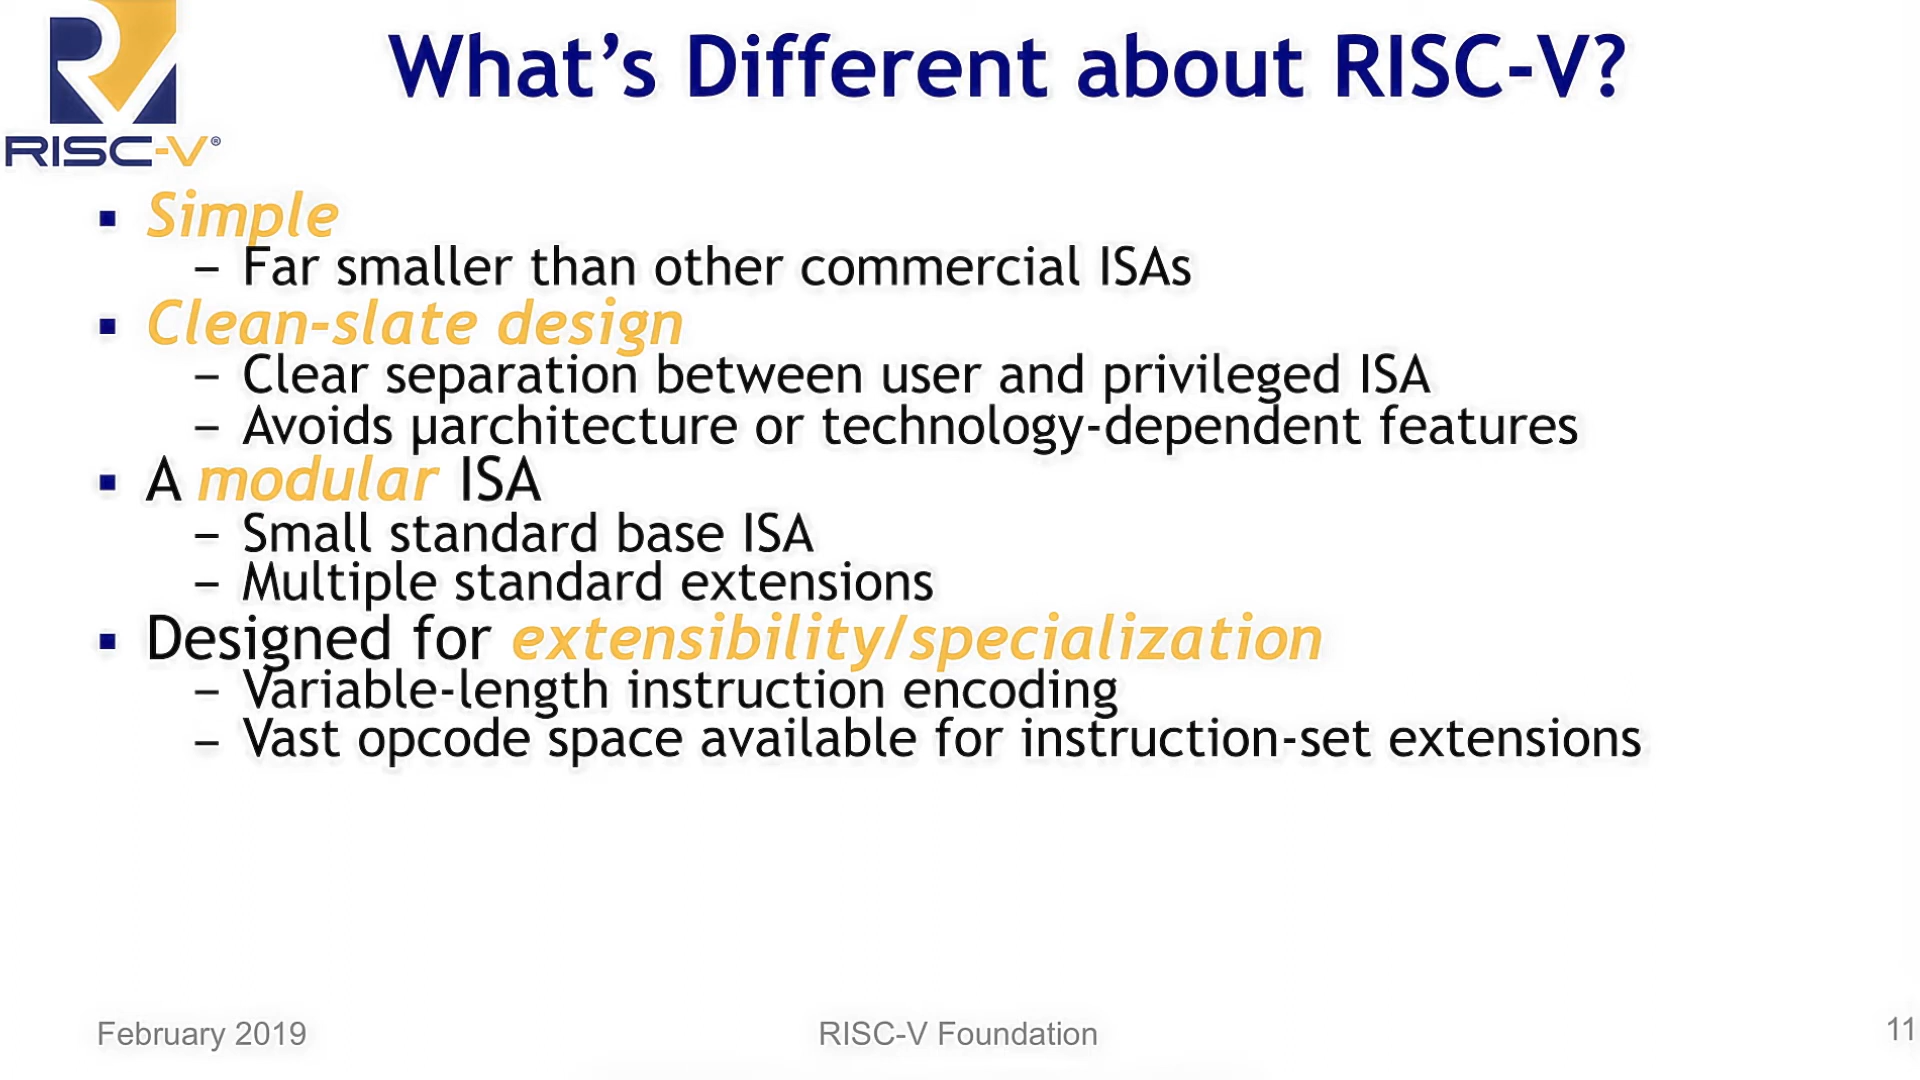 What’s Different about RISC-V?
RISC-V®
▪ Simple
– Far smaller than other commercial ISAs
▪ Clean-slate design
– Clear separation between user and privileged ISA
– Avoids µarchitecture or technology-dependent features
▪ A modular ISA
– Small standard base ISA
– Multiple standard extensions
▪ Designed for extensibility/specialization
– Variable-length instruction encoding
– Vast opcode space available for instruction-set extensions
February 2019
RISC-V Foundation
11